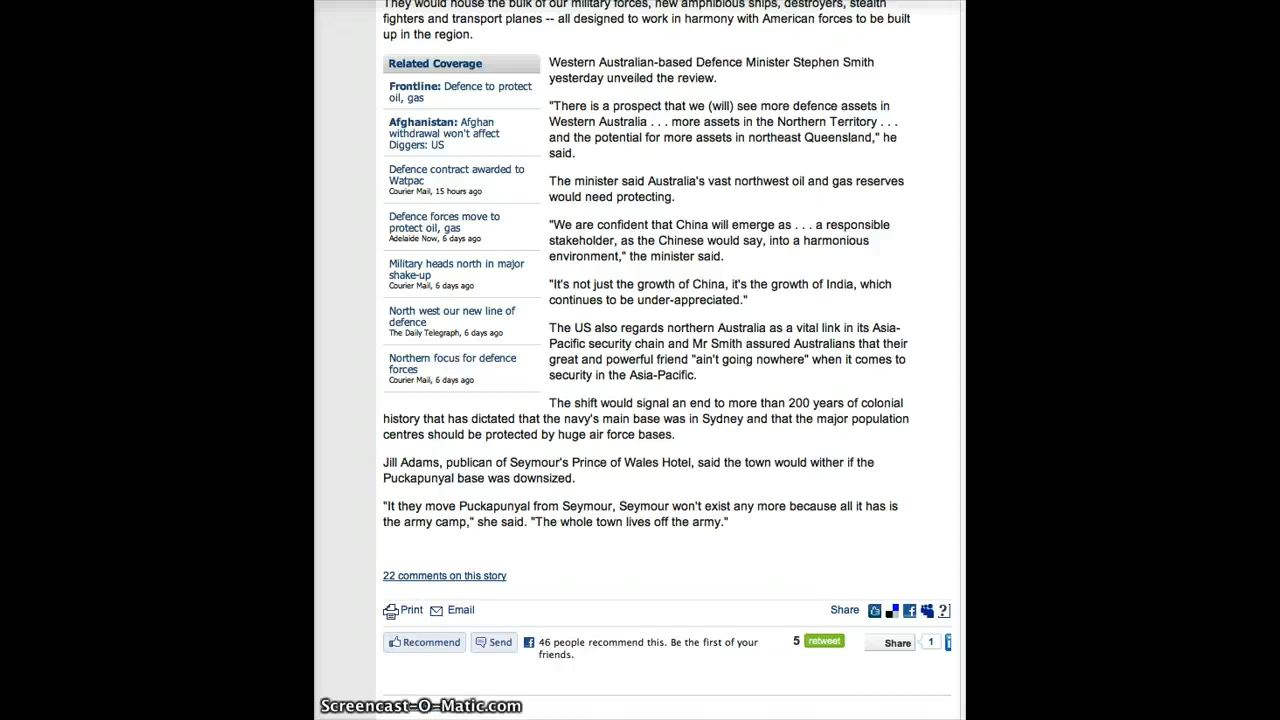 They would house the bulk of our military forces, new amphibious ships, destroyers, stealth
fighters and transport planes -- all designed to work in harmony with American forces to be built
up in the region.
Related Coverage
Frontline: Defence to protect
oil, gas
Afghanistan: Afghan
withdrawal won't affect
Diggers: US
Defence contract awarded to
Watpac
Courier Mail, 15 hours ago
Defence forces move to
protect oil, gas
Adelaide Now, 6 days ago
Military heads north in major
shake-up
Courier Mail, 6 days ago
North west our new line of
defence
The Daily Telegraph, 6 days ago
Northern focus for defence
forces
Courier Mail, 6 days ago
Western Australian-based Defence Minister Stephen Smith
yesterday unveiled the review.
"There is a prospect that we (will) see more defence assets in
Western Australia . . . more assets in the Northern Territory . . .
and the potential for more assets in northeast Queensland," he
said.
The minister said Australia's vast northwest oil and gas reserves
would need protecting.
"We are confident that China will emerge as . . . a responsible
stakeholder, as the Chinese would say, into a harmonious
environment," the minister said.
"It's not just the growth of China, it's the growth of India, which
continues to be under-appreciated."
The US also regards northern Australia as a vital link in its Asia-
Pacific security chain and Mr Smith assured Australians that their
great and powerful friend "ain't going nowhere" when it comes to
security in the Asia-Pacific.
The shift would signal an end to more than 200 years of colonial
history that has dictated that the navy's main base was in Sydney and that the major population
centres should be protected by huge air force bases.
Jill Adams, publican of Seymour's Prince of Wales Hotel, said the town would wither if the
Puckapunyal base was downsized.
"It they move Puckapunyal from Seymour, Seymour won't exist any more because all it has is
the army camp," she said. "The whole town lives off the army."
22 comments on this story
Print Email Share
Recommend Send 46 people recommend this. Be the first of your
friends.
5 retweet Share 1
Screencast-O-Matic.com